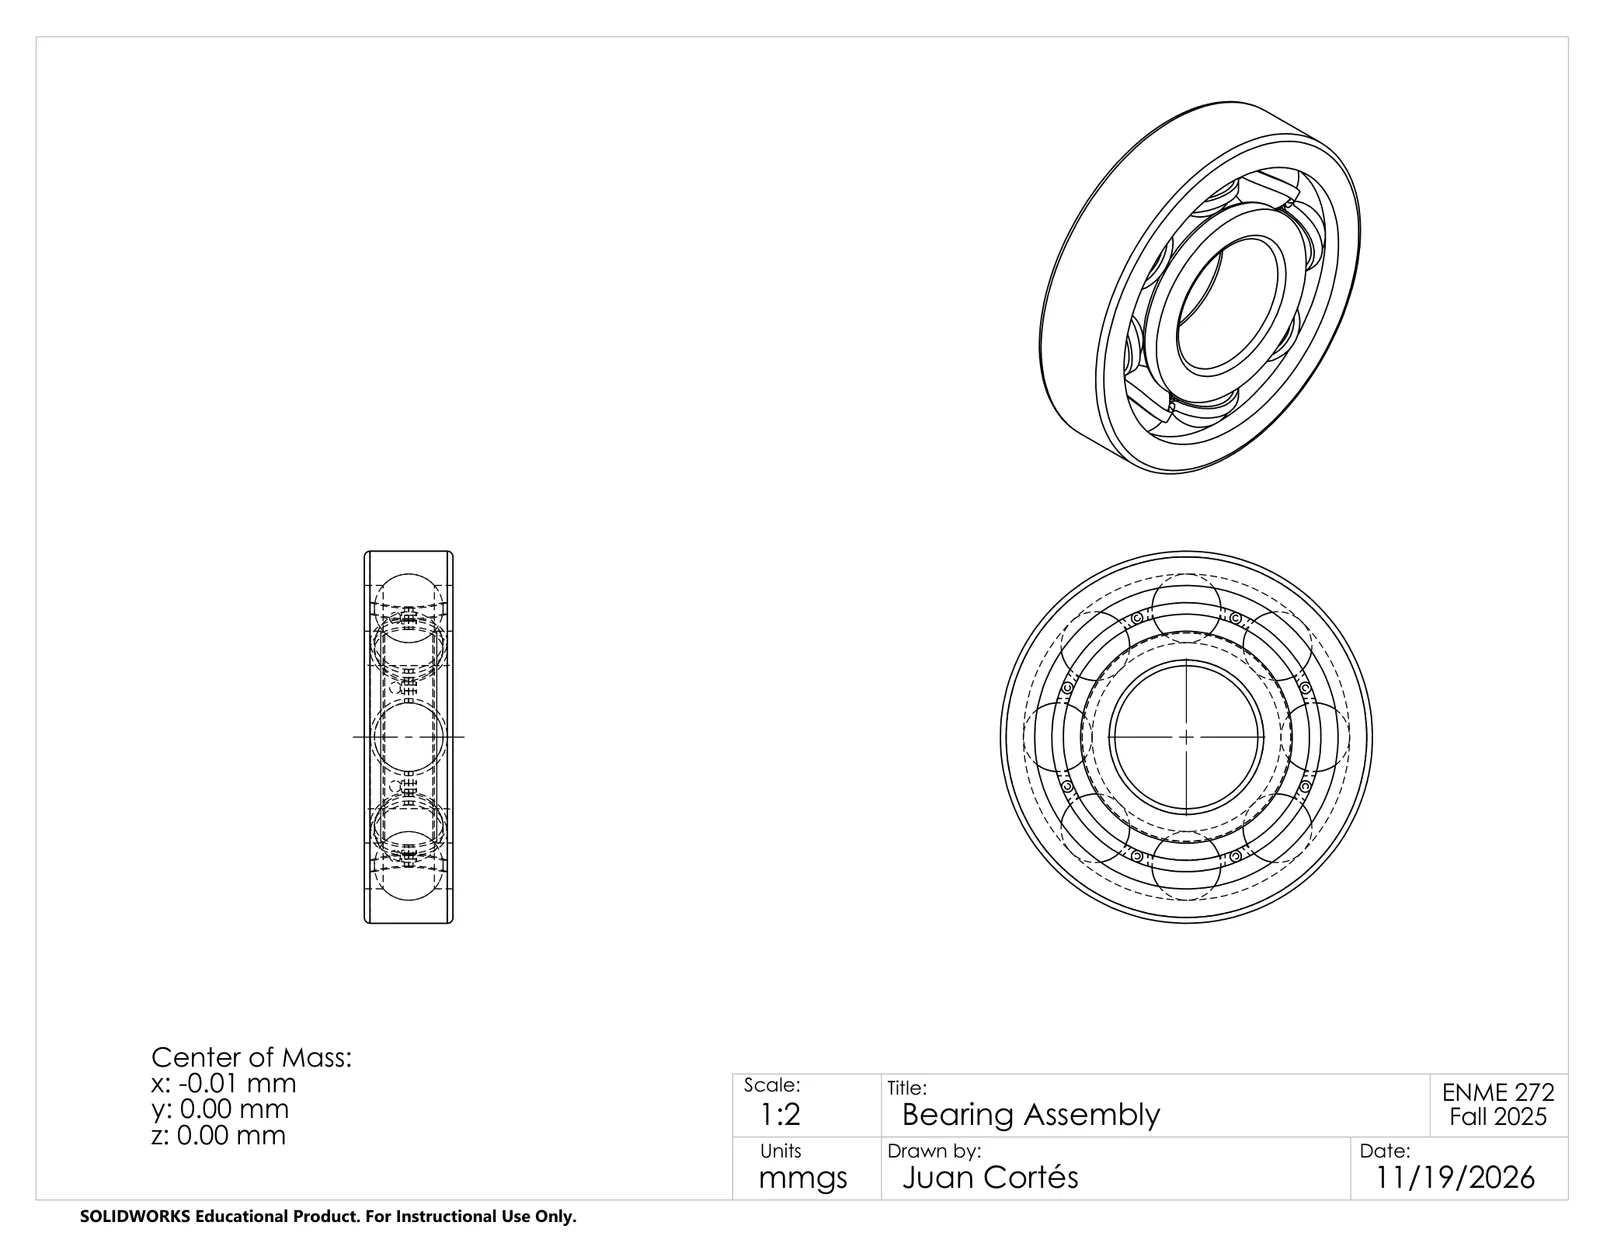 Center of Mass:
x: -0.01 mm
y: 0.00 mm
z: 0.00 mm
Scale:
1:2
Title:
Bearing Assembly
ENME 272
Fall 2025
Units
mmgs
Drawn by:
Juan Cortés
Date:
11/19/2026
SOLIDWORKS Educational Product. For Instructional Use Only.